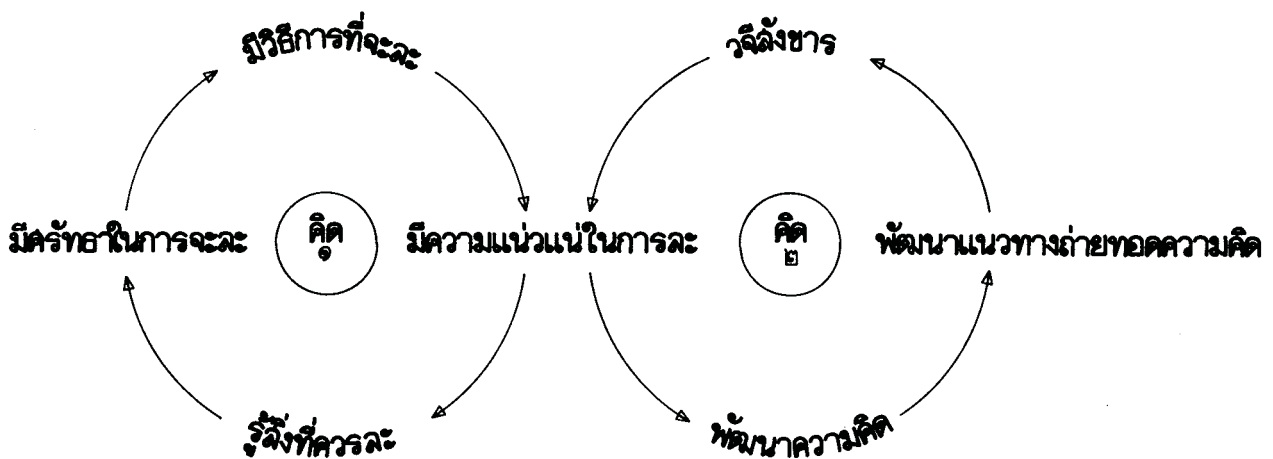 มีวิธีการที่จะละ
วจีสังขาร
มีศรัทธาในการจะละ
คิด
๑
มีความแน่วแน่ในการละ
คิด
๒
พัฒนาแนวทางถ่ายทอดความคิด
รู้สิ่งที่ควรละ
พัฒนาความคิด